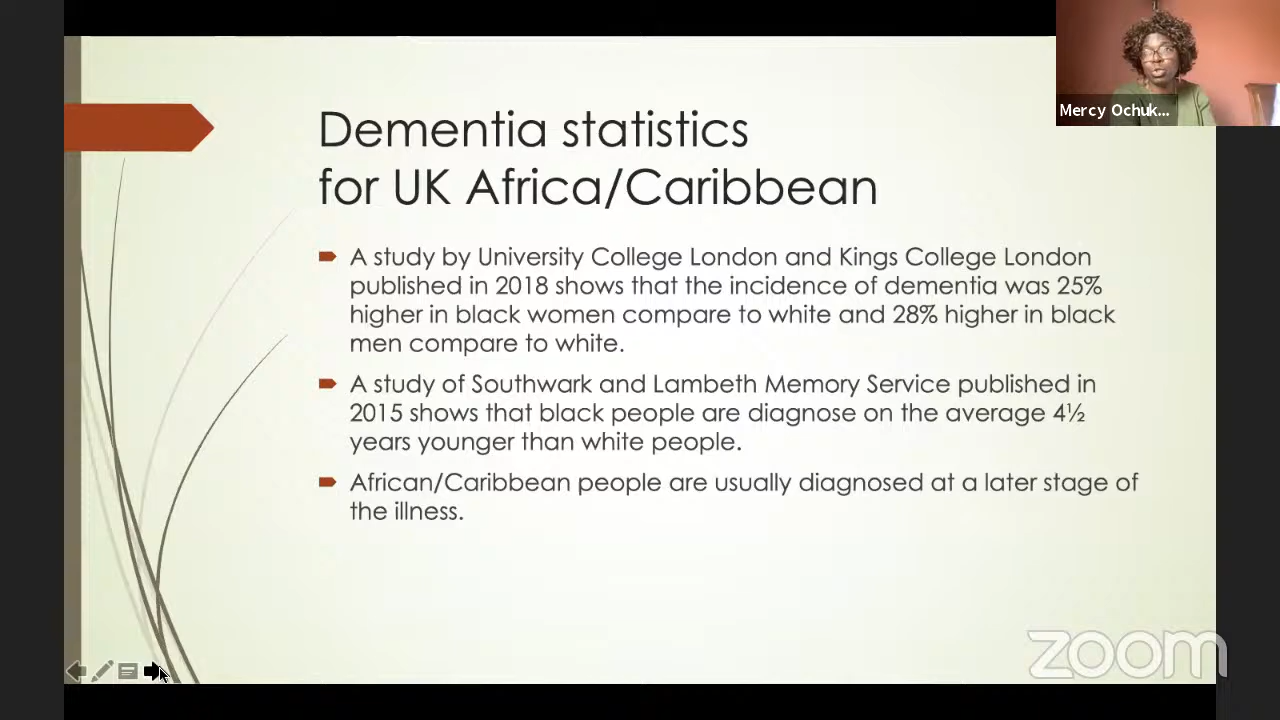 Dementia statistics
for UK Africa/Caribbean
A study by University College London and Kings College London
published in 2018 shows that the incidence of dementia was 25%
higher in black women compare to white and 28% higher in black
men compare to white.
A study of Southwark and Lambeth Memory Service published in
2015 shows that black people are diagnose on the average 4½
years younger than white people.
African/Caribbean people are usually diagnosed at a later stage of
the illness.
Mercy Ochuk...
zoom